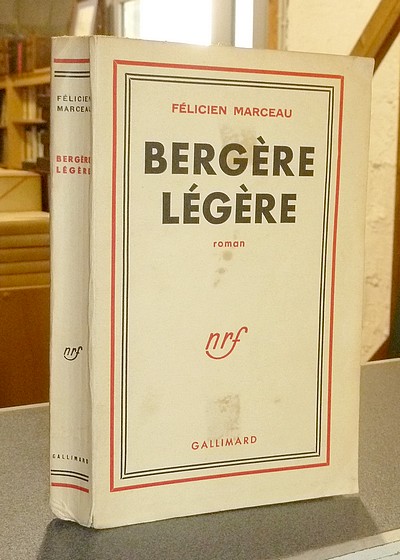 FÉLICIEN
MARCEAU
BERGÈRE
LÉGÈRE
nrf
GALLIMARD
FÉLICIEN MARCEAU
BERGÈRE
LÉGÈRE
roman
nrf
GALLIMARD